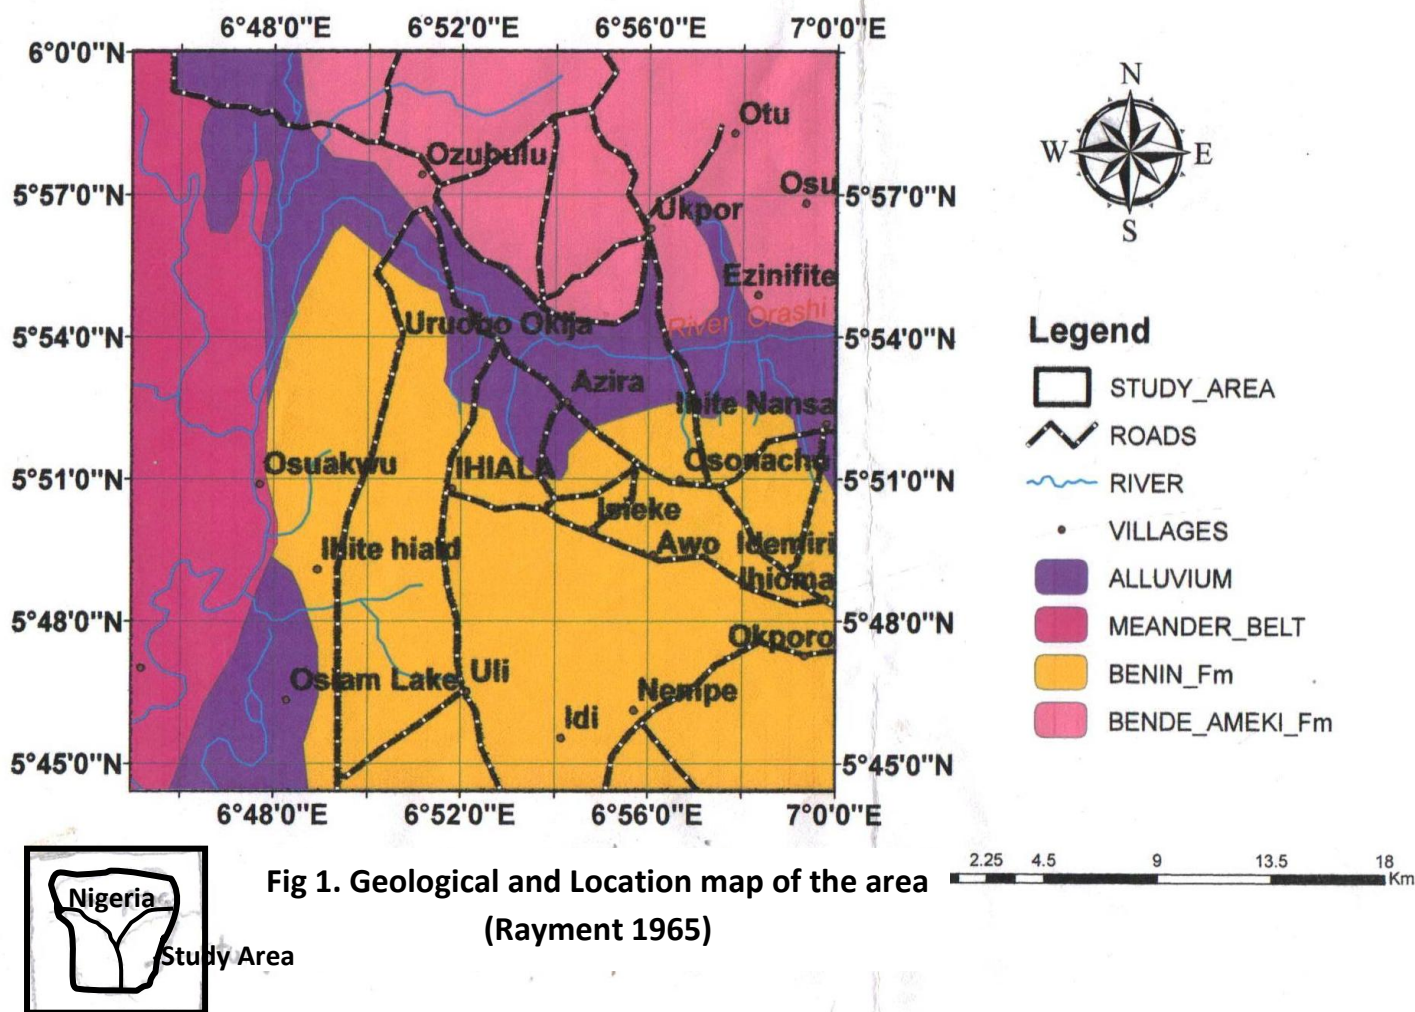 6°48'0"E 6°52'0"E 6°56'0"E 7°0'0"E
6°0'0"N
N
W E
S
Otu
Ozubulu
5°57'0"N Osu 5°57'0"N
Ukpor
Ezinifite
River Orashi
Uruobo Okija
5°54'0"N 5°54'0"N
Azira
Ihite Nansa
Osuakwu IHIALA Osonachu
5°51'0"N 5°51'0"N
Iseke
Ihite hiald Awo Idemiri
Ihioma
5°48'0"N 5°48'0"N
Okporo
Oslam Lake Uli
Nempe
Idi
5°45'0"N 5°45'0"N
6°48'0"E 6°52'0"E 6°56'0"E 7°0'0"E
Legend
STUDY_AREA
ROADS
RIVER
VILLAGES
ALLUVIUM
MEANDER_BELT
BENIN_Fm
BENDE_AMEKI_Fm
2.25 4.5 9 13.5 18
Km
Fig 1. Geological and Location map of the area
(Rayment 1965)
Nigeria
Study Area